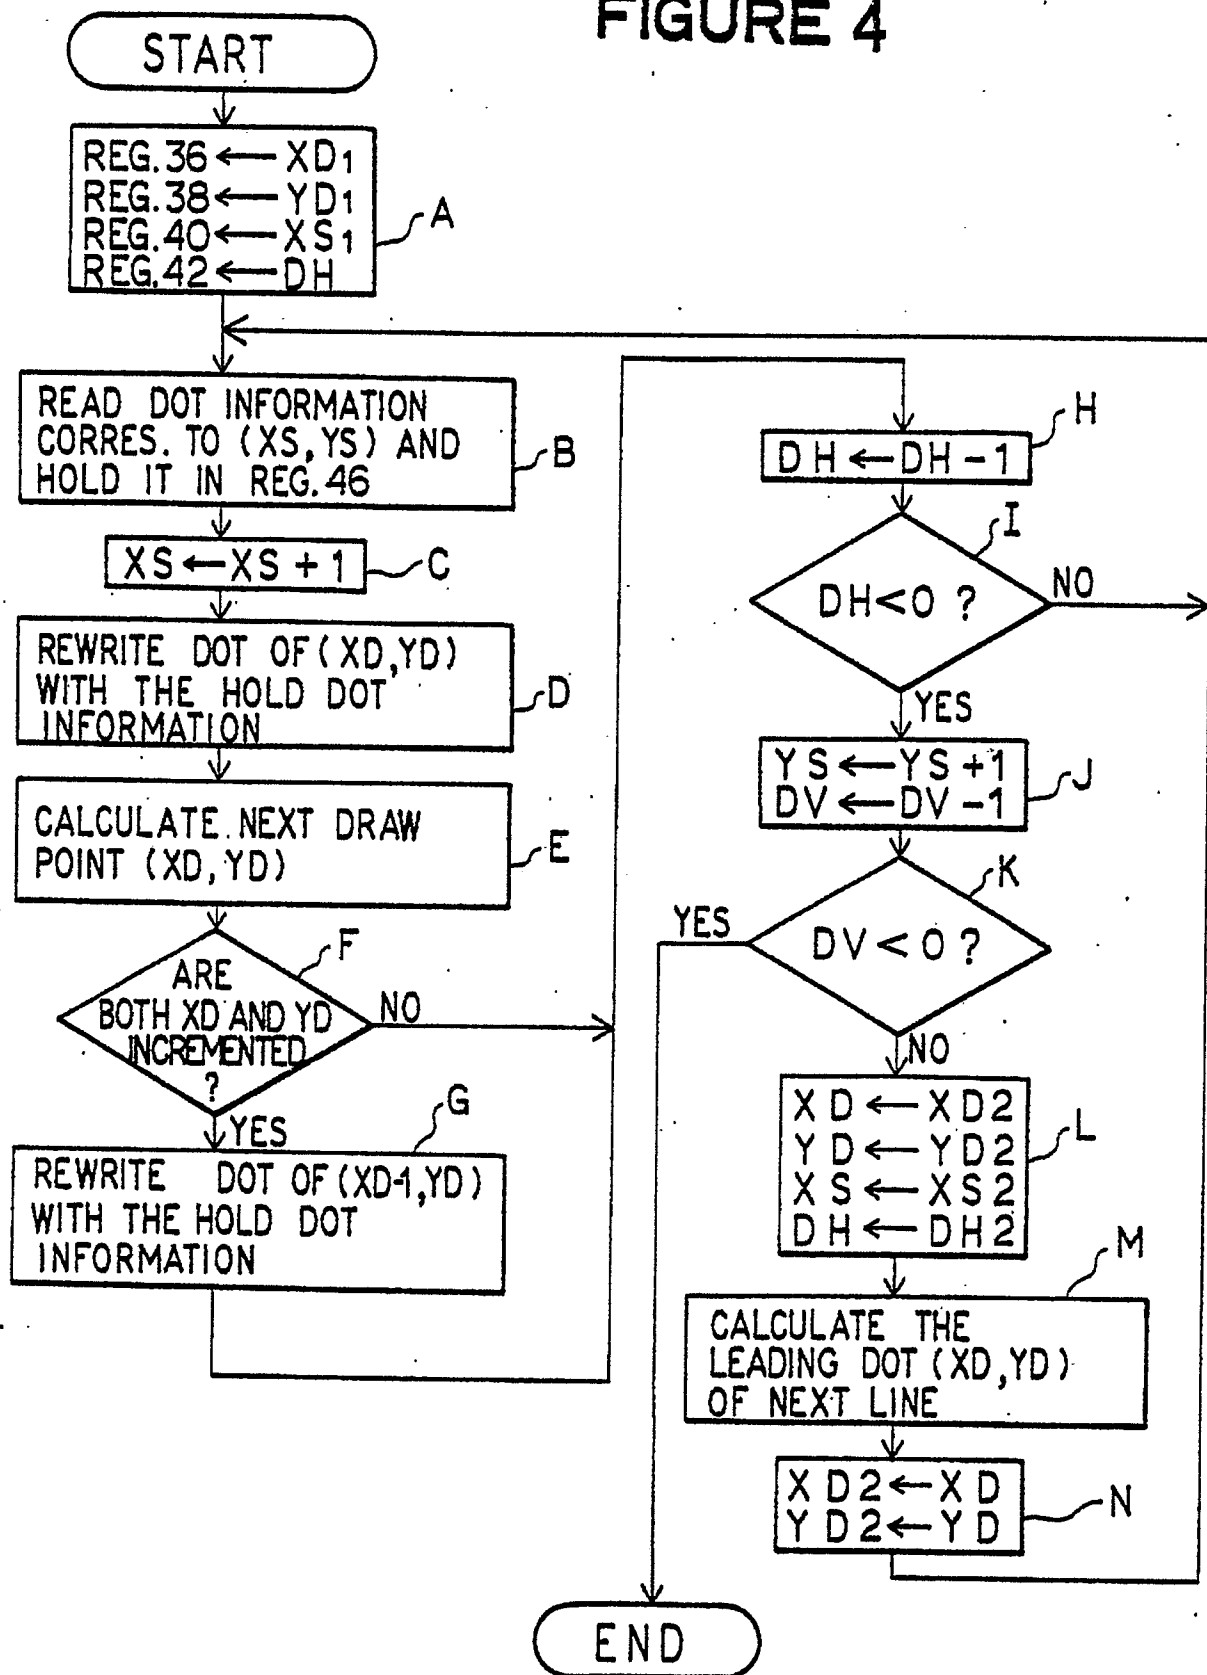 FIGURE 4
START
REG.36 ← XD1
REG.38 ← YD1
REG.40 ← XS1
REG.42 ← DH
A
READ DOT INFORMATION
CORRES. TO (XS,YS) AND
HOLD IT IN REG.46
B
XS ← XS + 1
C
REWRITE DOT OF (XD,YD)
WITH THE HOLD DOT
INFORMATION
D
CALCULATE NEXT DRAW
POINT (XD,YD)
E
F
ARE
BOTH XD AND YD
INCREMENTED
?
NO
YES
G
REWRITE DOT OF (XD-1,YD)
WITH THE HOLD DOT
INFORMATION
H
DH ← DH - 1
I
DH < 0 ?
NO
YES
YS ← YS + 1
DV ← DV - 1
J
K
YES
DV < 0 ?
NO
XD ← XD2
YD ← YD2
XS ← XS2
DH ← DH2
L
M
CALCULATE THE
LEADING DOT (XD,YD)
OF NEXT LINE
XD2 ← XD
YD2 ← YD
N
END